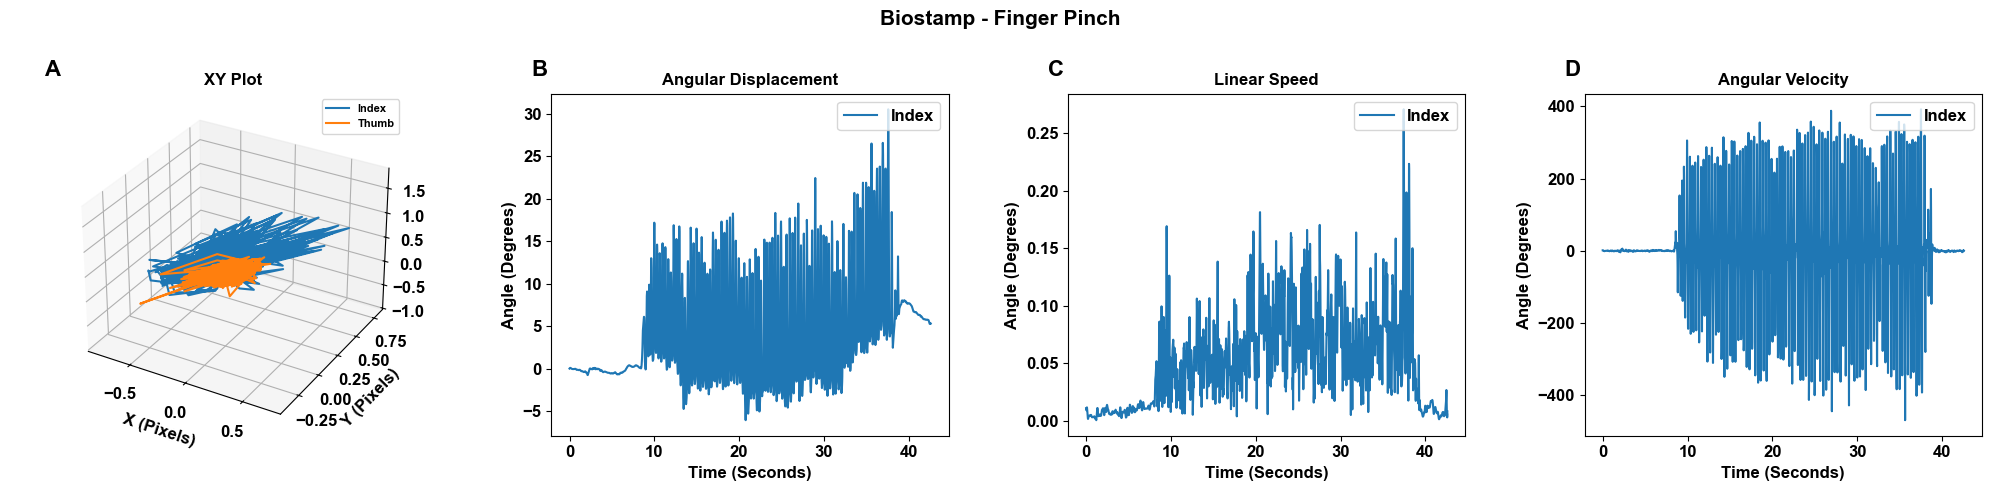 Biostamp - Finger Pinch
A
XY Plot
Index
Thumb
1.5
1.0
0.5
0.0
−0.5
−1.0
0.75
0.50
0.25
0.00
−0.25
Y (Pixels)
−0.5
0.0
0.5
X (Pixels)
B
Angular Displacement
Index
Angle (Degrees)
30
25
20
15
10
5
0
−5
0 10 20 30 40
Time (Seconds)
C
Linear Speed
Index
Angle (Degrees)
0.25
0.20
0.15
0.10
0.05
0.00
0 10 20 30 40
Time (Seconds)
D
Angular Velocity
Index
Angle (Degrees)
400
200
0
−200
−400
0 10 20 30 40
Time (Seconds)